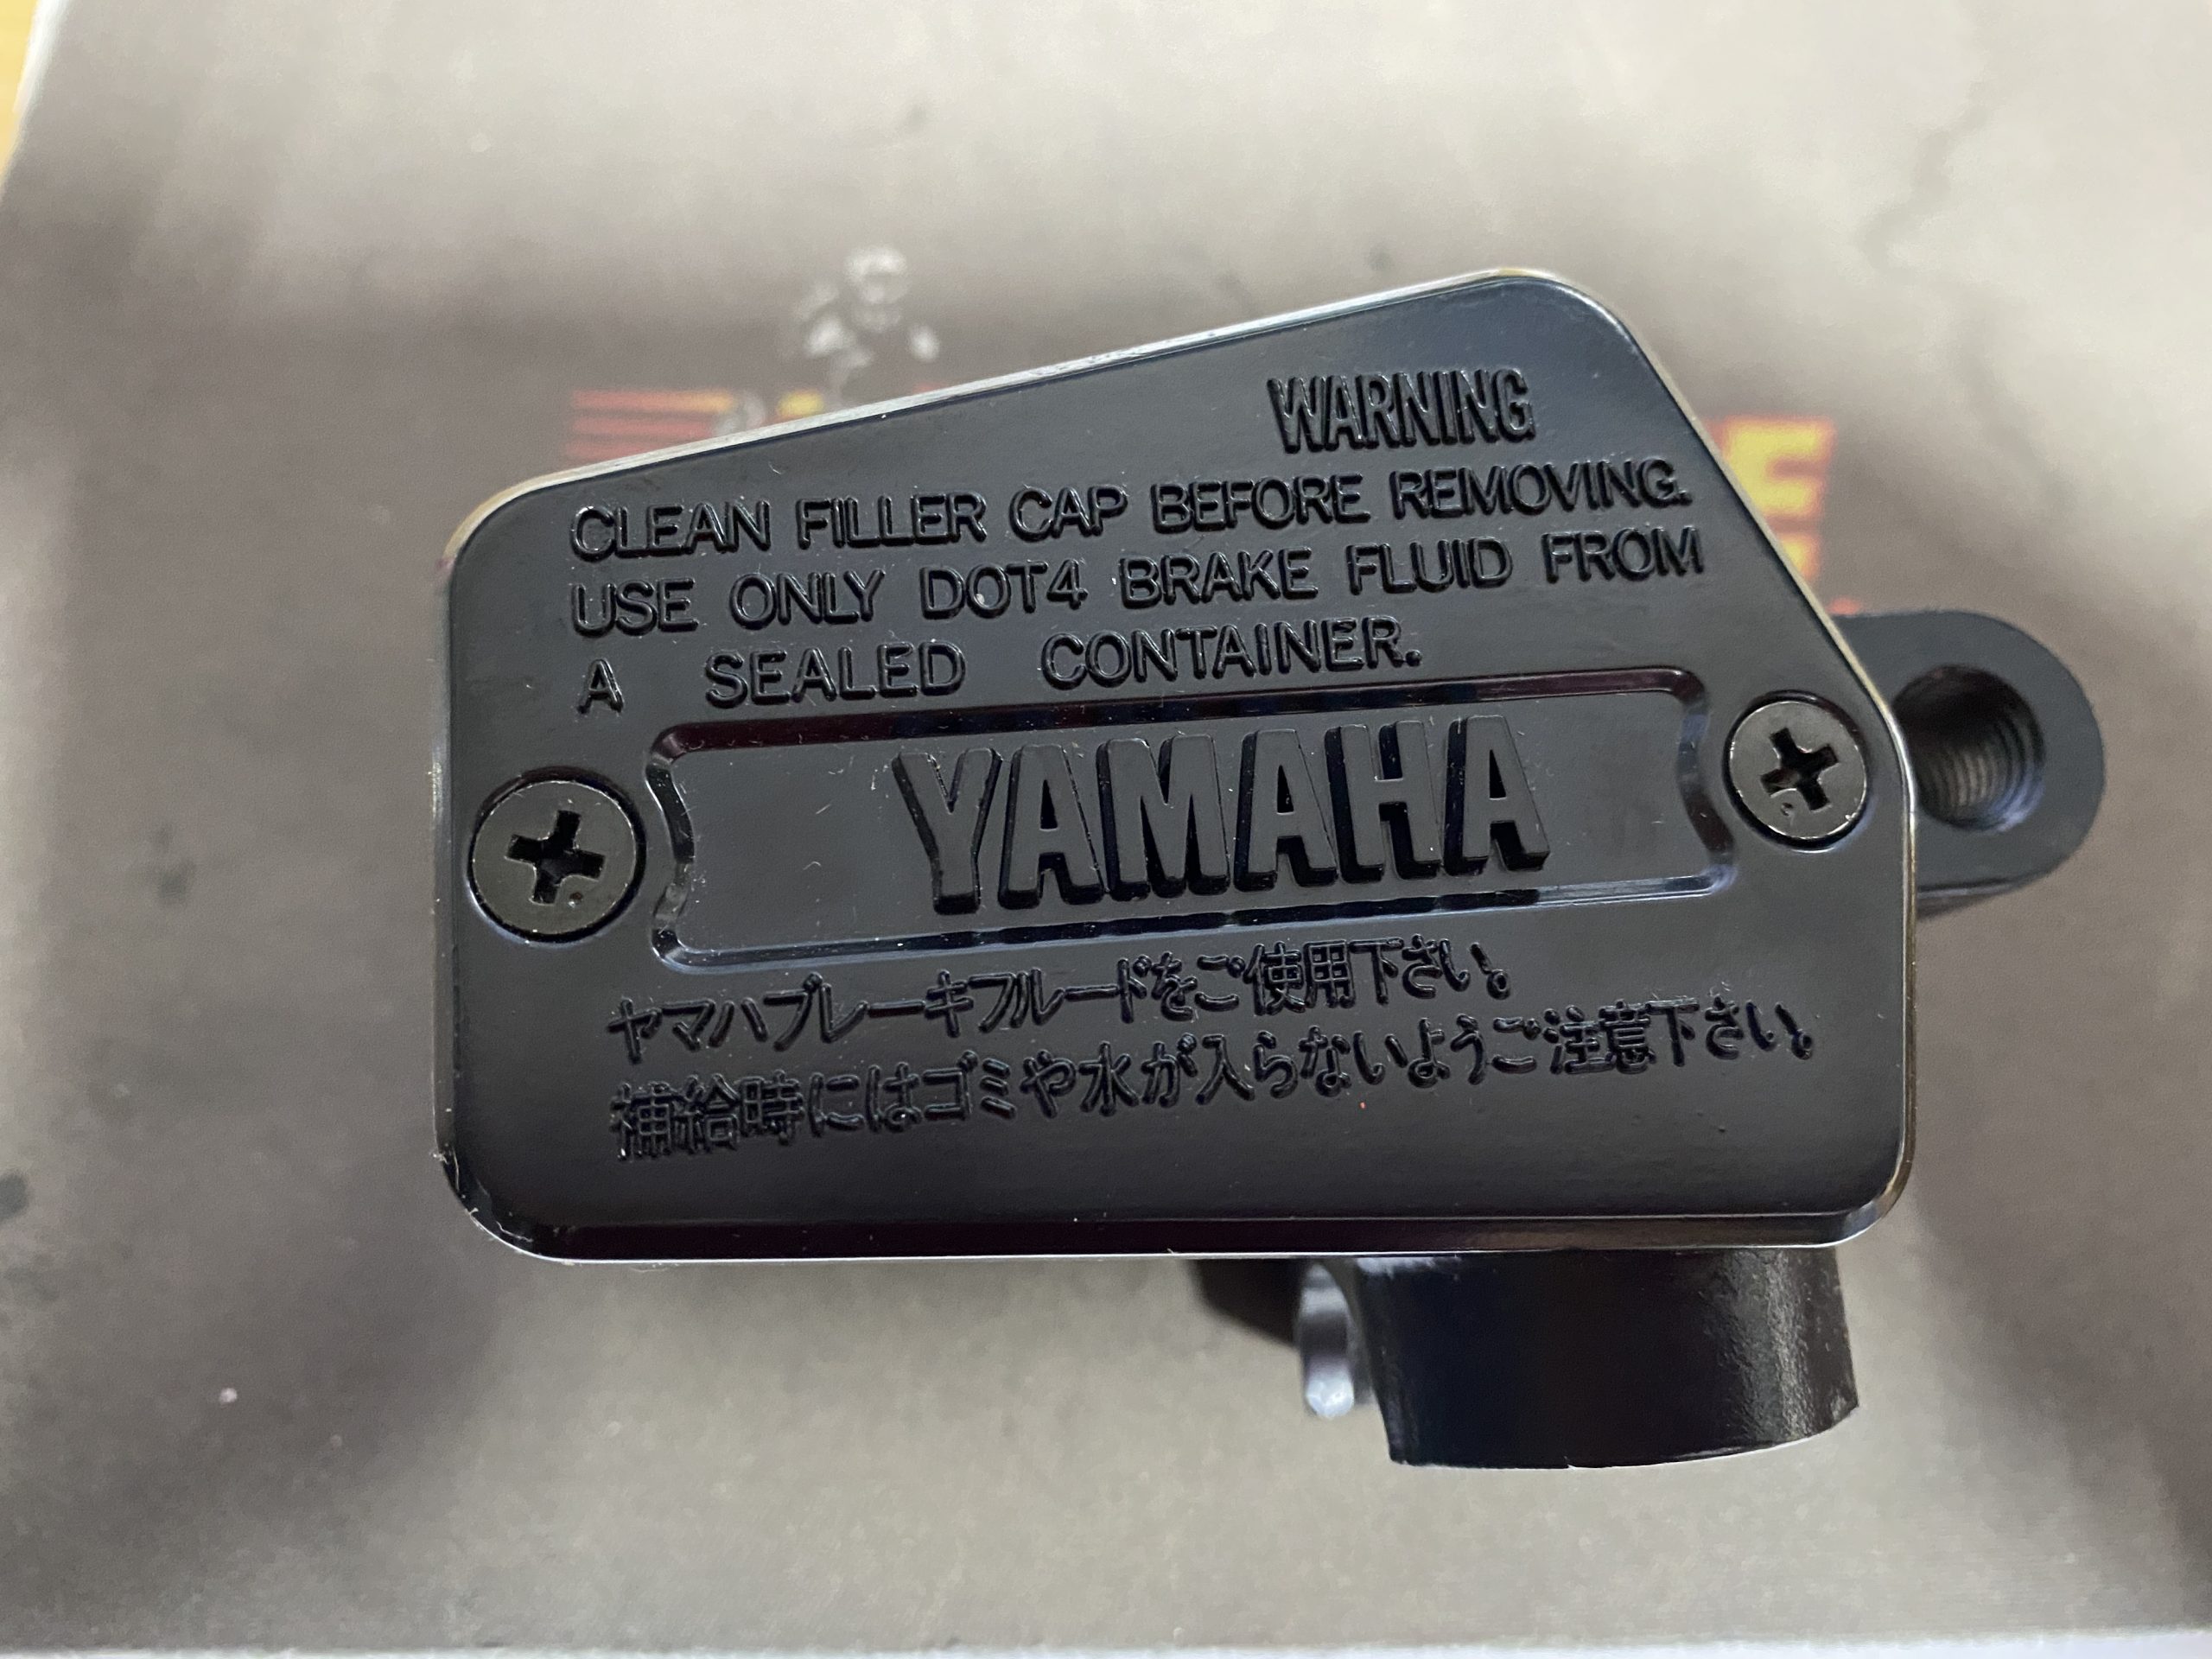 WARNING
CLEAN FILLER CAP BEFORE REMOVING.
USE ONLY DOT4 BRAKE FLUID FROM
A SEALED CONTAINER.
YAMAHA
ヤマハブレーキフルードをご使用下さい。
補給時にはゴミや水が入らないようご注意下さい。